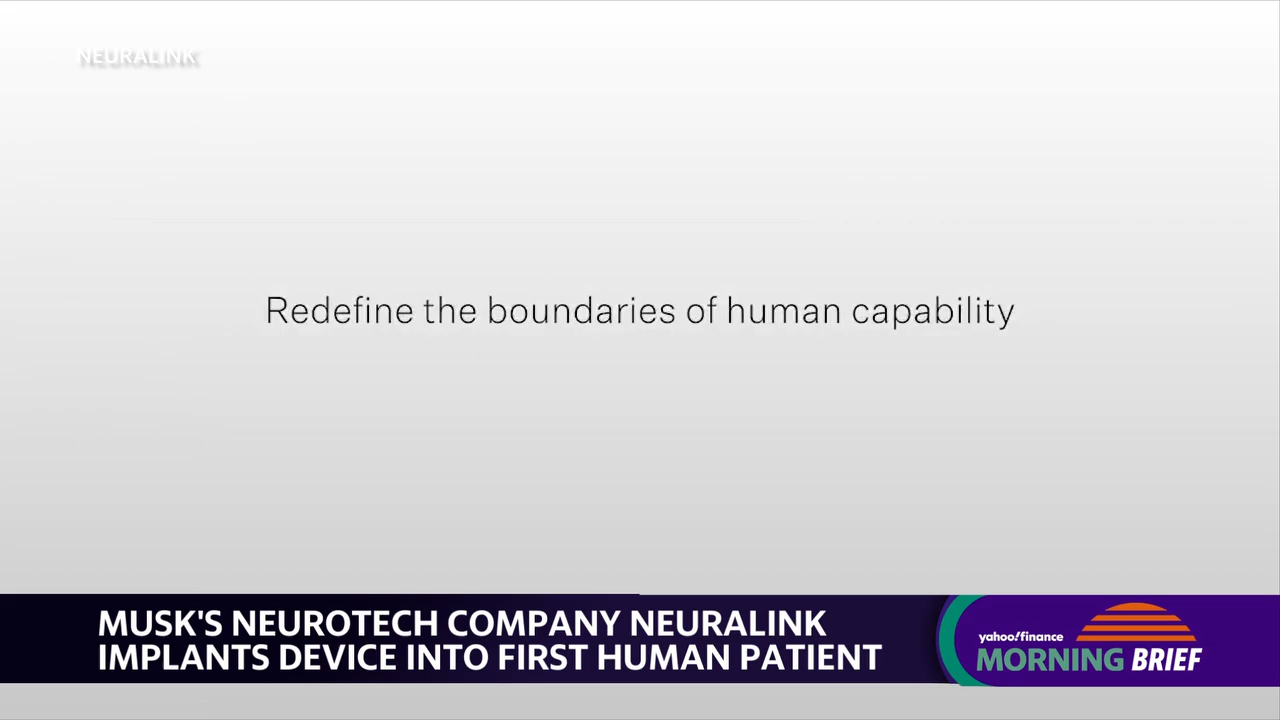 NEURALINK
Redefine the boundaries of human capability
MUSK'S NEUROTECH COMPANY NEURALINK
IMPLANTS DEVICE INTO FIRST HUMAN PATIENT
yahoo!finance
MORNING BRIEF